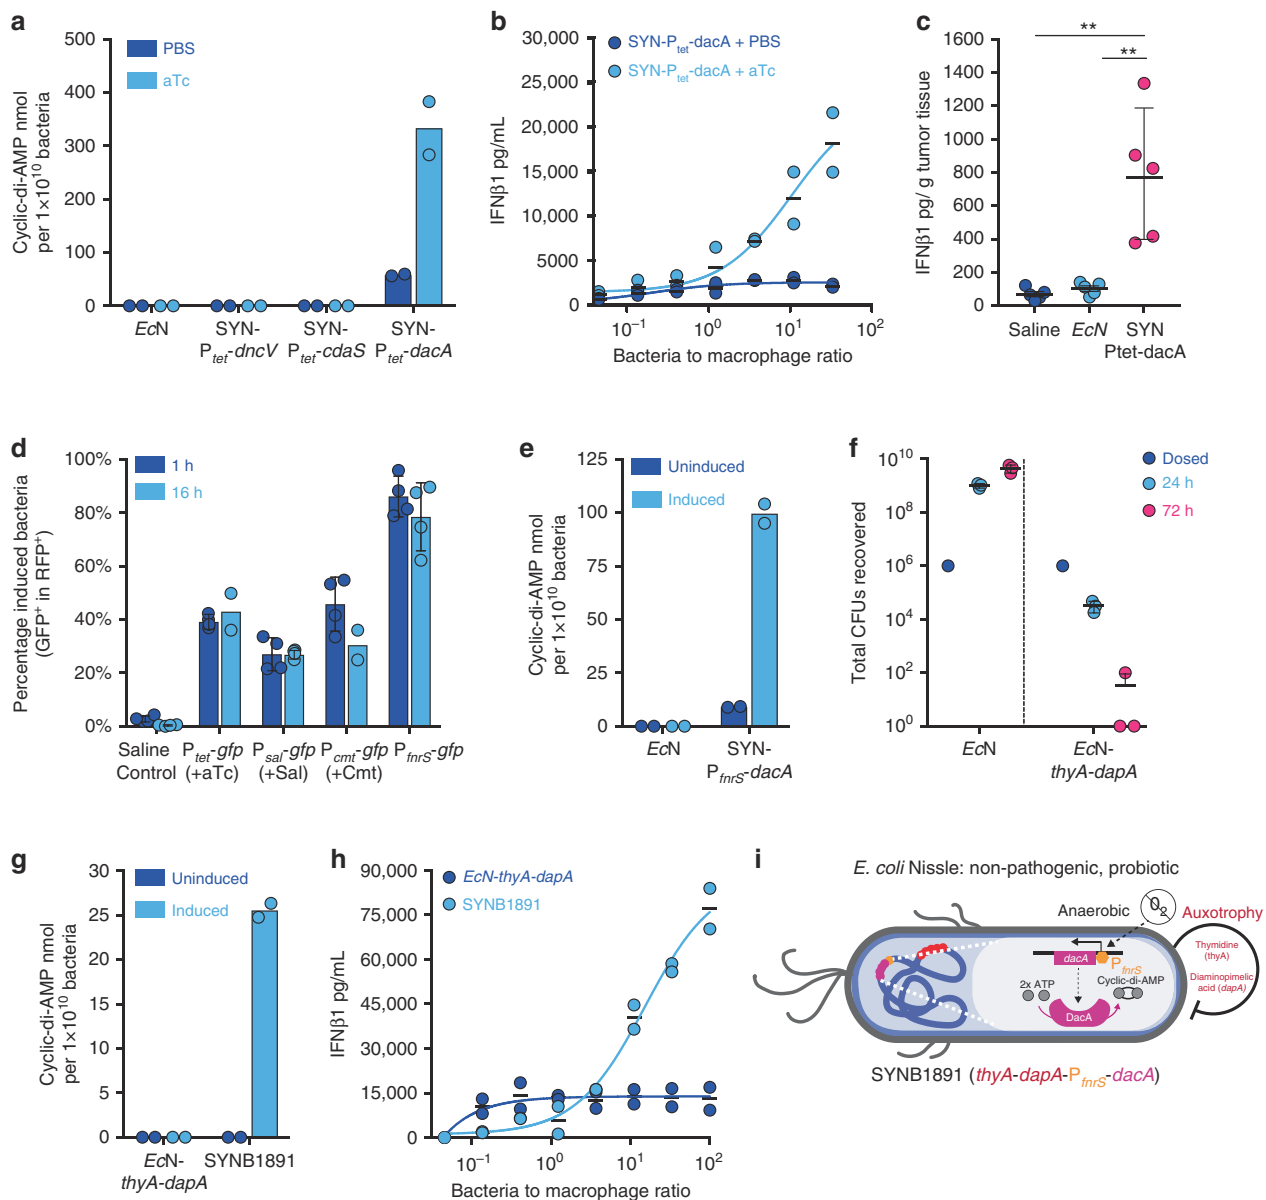 a
Cyclic-di-AMP nmol
per 1×10¹⁰ bacteria
500
400
300
200
100
0
PBS
aTc
EcN
SYN-
Ptet-dncV
SYN-
Ptet-cdaS
SYN-
Ptet-dacA
b
IFNβ1 pg/mL
30,000
25,000
20,000
15,000
10,000
5000
0
SYN-Ptet-dacA + PBS
SYN-Ptet-dacA + aTc
10⁻¹
10⁰
10¹
10²
Bacteria to macrophage ratio
c
IFNβ1 pg/ g tumor tissue
1600
1400
1200
1000
800
600
400
200
0
**
**
Saline
EcN
SYN
Ptet-dacA
d
Percentage induced bacteria
(GFP⁺ in RFP⁺)
100%
80%
60%
40%
20%
0%
1 h
16 h
Saline
Control
Ptet-gfp
(+aTc)
Psal-gfp
(+Sal)
Pcmt-gfp
(+Cmt)
PfnrS-gfp
e
Cyclic-di-AMP nmol
per 1×10¹⁰ bacteria
125
100
75
50
25
0
Uninduced
Induced
EcN
SYN-
PfnrS-dacA
f
Total CFUs recovered
10¹⁰
10⁸
10⁶
10⁴
10²
10⁰
Dosed
24 h
72 h
EcN
EcN-
thyA-dapA
g
Cyclic-di-AMP nmol
per 1×10¹⁰ bacteria
30
25
20
15
10
5
0
Uninduced
Induced
EcN-
thyA-dapA
SYNB1891
h
IFNβ1 pg/mL
90,000
75,000
60,000
45,000
30,000
15,000
0
EcN-thyA-dapA
SYNB1891
10⁻¹
10⁰
10¹
10²
Bacteria to macrophage ratio
i
E. coli Nissle: non-pathogenic, probiotic
Anaerobic
O₂
Auxotrophy
Thymidine
(thyA)
Diaminopimelic
acid (dapA)
dacA
PfnrS
2x ATP
Cyclic-di-AMP
DacA
SYNB1891 (thyA-dapA-PfnrS-dacA)